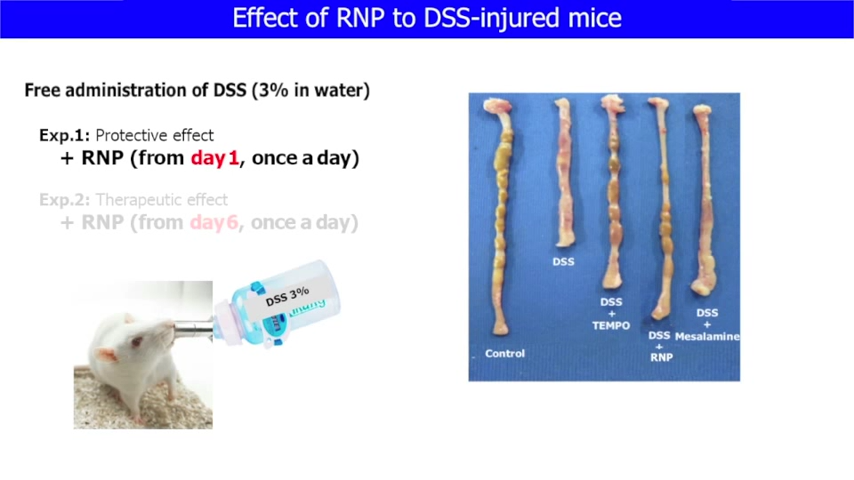 Effect of RNP to DSS-injured mice
Free administration of DSS (3% in water)
Exp.1: Protective effect
+ RNP (from day1, once a day)
Exp.2: Therapeutic effect
+ RNP (from day6, once a day)
DSS 3%
Control
DSS
DSS
+
TEMPO
DSS
+
RNP
DSS
+
Mesalamine